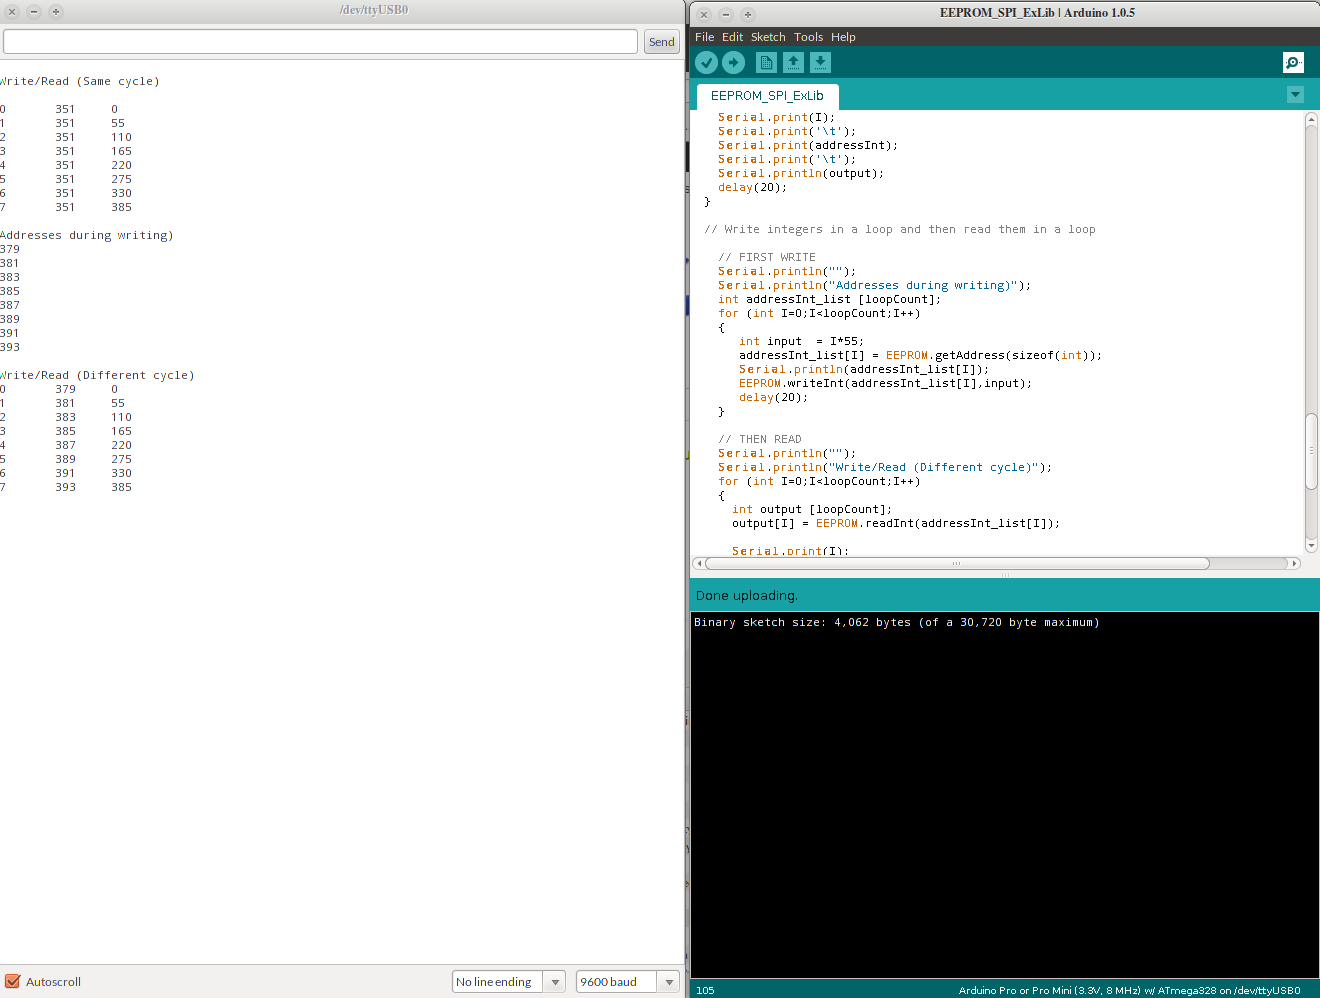 /dev/ttyUSB0
Send
Write/Read (Same cycle)
0 351 0
1 351 55
2 351 110
3 351 165
4 351 220
5 351 275
6 351 330
7 351 385
Addresses during writing)
379
381
383
385
387
389
391
393
Write/Read (Different cycle)
0 379 0
1 381 55
2 383 110
3 385 165
4 387 220
5 389 275
6 391 330
7 393 385
Autoscroll
No line ending
9600 baud
EEPROM_SPI_ExLib | Arduino 1.0.5
File Edit Sketch Tools Help
EEPROM_SPI_ExLib
Serial.print(I);
Serial.print('\t');
Serial.print(addressInt);
Serial.print('\t');
Serial.println(output);
delay(20);
}
// Write integers in a loop and then read them in a loop
// FIRST WRITE
Serial.println("");
Serial.println("Addresses during writing)");
int addressInt_list [loopCount];
for (int I=0;I<loopCount;I++)
{
int input  = I*55;
addressInt_list[I] = EEPROM.getAddress(sizeof(int));
Serial.println(addressInt_list[I]);
EEPROM.writeInt(addressInt_list[I],input);
delay(20);
}
// THEN READ
Serial.println("");
Serial.println("Write/Read (Different cycle)");
for (int I=0;I<loopCount;I++)
{
int output [loopCount];
output[I] = EEPROM.readInt(addressInt_list[I]);
Serial.print(I);
Done uploading.
Binary sketch size: 4,062 bytes (of a 30,720 byte maximum)
105
Arduino Pro or Pro Mini (3.3V, 8 MHz) w/ ATmega328 on /dev/ttyUSB0